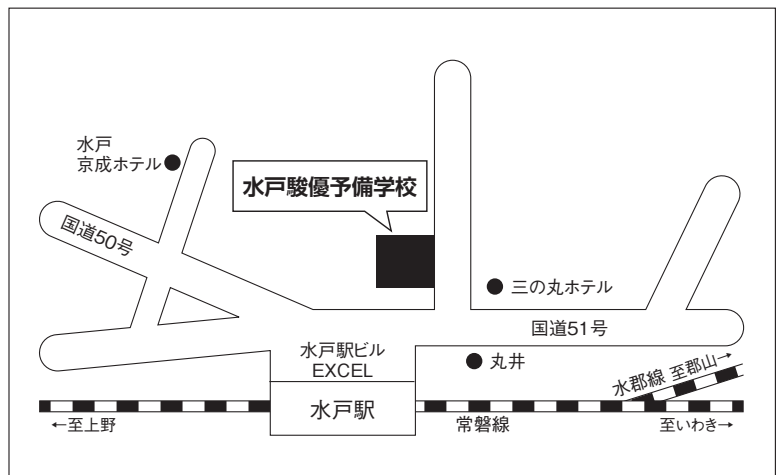 水戸
京成ホテル
水戸駿優予備学校
国道50号
三の丸ホテル
国道51号
水戸駅ビル
EXCEL
丸井
水郡線 至郡山→
水戸駅
←至上野
常磐線
至いわき→